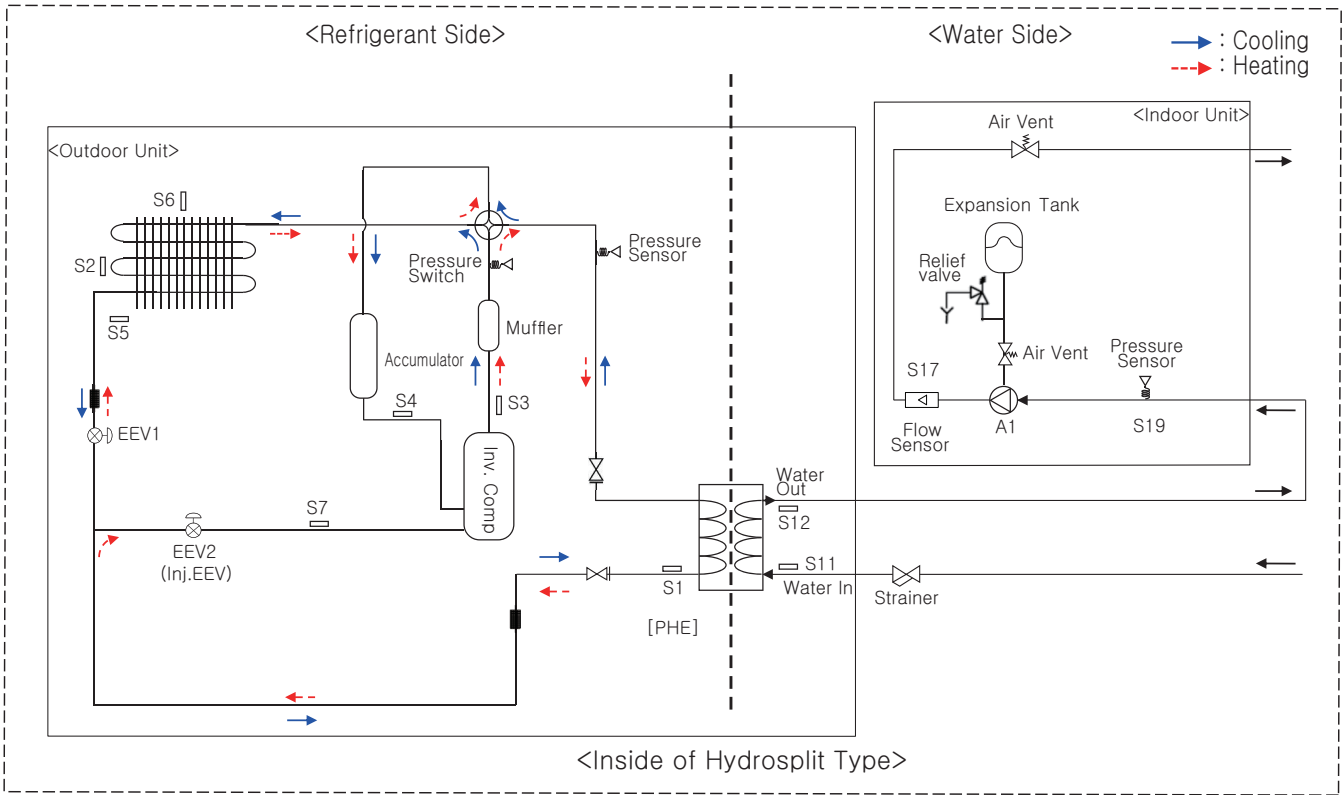 <Refrigerant Side>
<Water Side>
: Cooling
: Heating
<Outdoor Unit>
<Indoor Unit>
Air Vent
S6
Expansion Tank
S2
Pressure
Switch
Pressure
Sensor
Relief
valve
S5
Muffler
Accumulator
Air Vent
Pressure
Sensor
S17
S4
S3
EEV1
Flow
Sensor
A1
S19
Inv. Comp
Water
Out
S7
S12
EEV2
(Inj.EEV)
S1
S11
Water In
Strainer
[PHE]
<Inside of Hydrosplit Type>